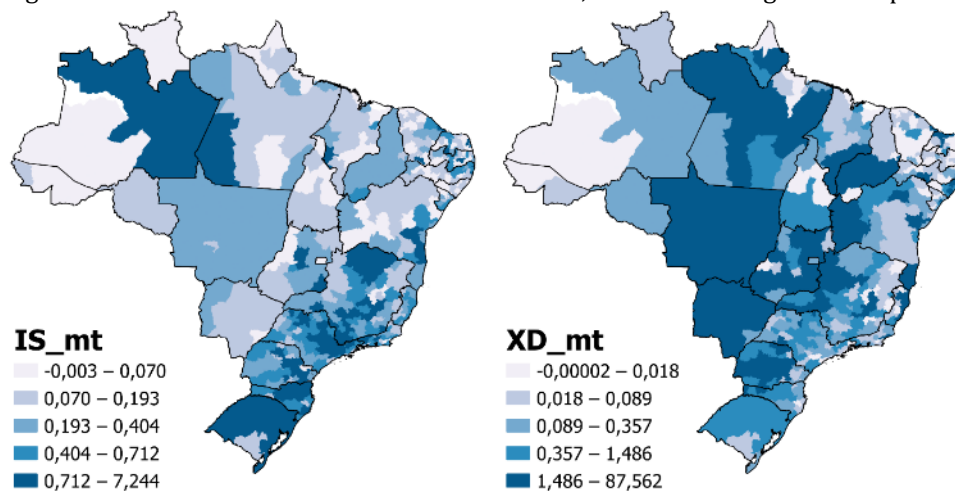 IS_mt
-0,003 – 0,070
0,070 – 0,193
0,193 – 0,404
0,404 – 0,712
0,712 – 7,244
XD_mt
-0,00002 – 0,018
0,018 – 0,089
0,089 – 0,357
0,357 – 1,486
1,486 – 87,562